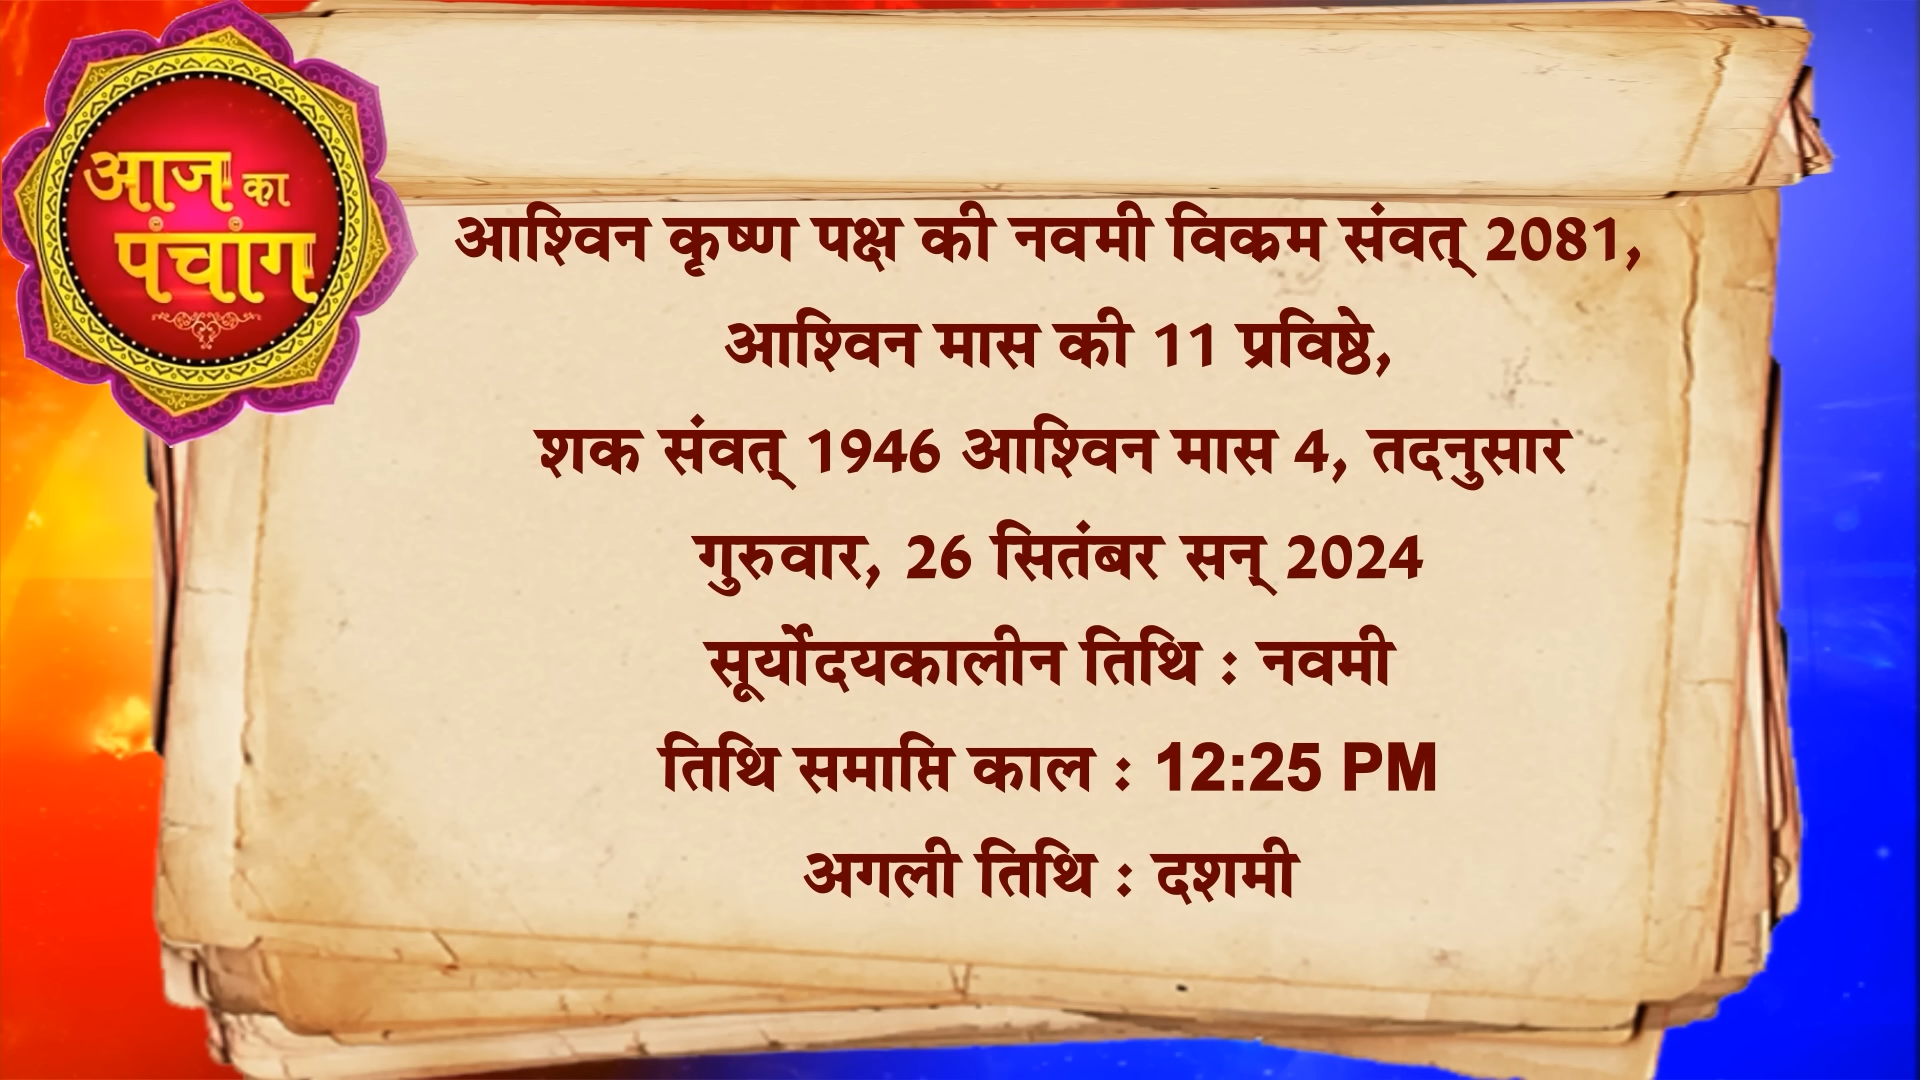 आज का
पंचांग
आश्विन कृष्ण पक्ष की नवमी विक्रम संवत् 2081,
आश्विन मास की 11 प्रविष्ठे,
शक संवत् 1946 आश्विन मास 4, तदनुसार
गुरुवार, 26 सितंबर सन् 2024
सूर्योदयकालीन तिथि : नवमी
तिथि समाप्ति काल : 12:25 PM
अगली तिथि : दशमी